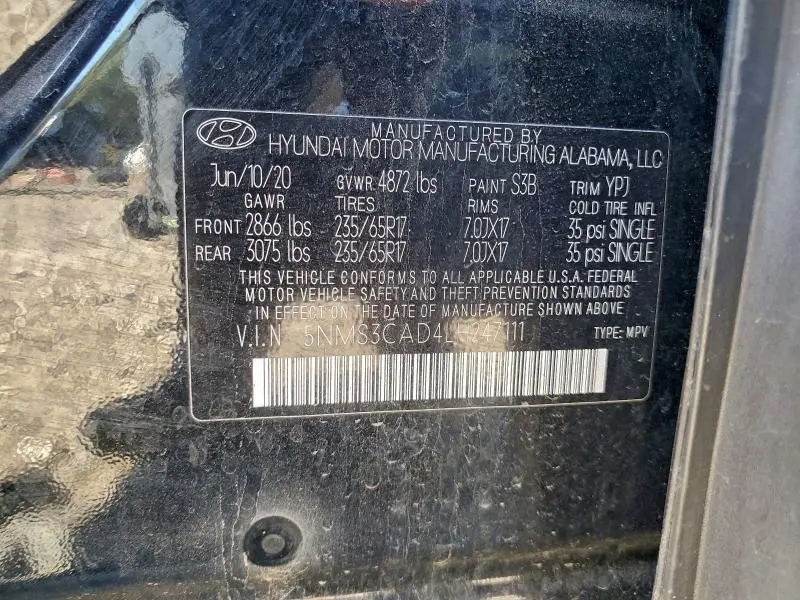 MANUFACTURED BY
HYUNDAI MOTOR MANUFACTURING ALABAMA, LLC
Jun/10/20 GVWR 4872 lbs PAINT S3B TRIM YPJ
GAWR TIRES RIMS COLD TIRE INFL
FRONT 2866 lbs 235/65R17 7.0JX17 35 psi SINGLE
REAR 3075 lbs 235/65R17 7.0JX17 35 psi SINGLE
THIS VEHICLE CONFORMS TO ALL APPLICABLE U.S.A. FEDERAL
MOTOR VEHICLE SAFETY AND THEFT PREVENTION STANDARDS
IN EFFECT ON THE DATE OF MANUFACTURE SHOWN ABOVE
V.I.N 5NMS3CAD4LH247111 TYPE: MPV